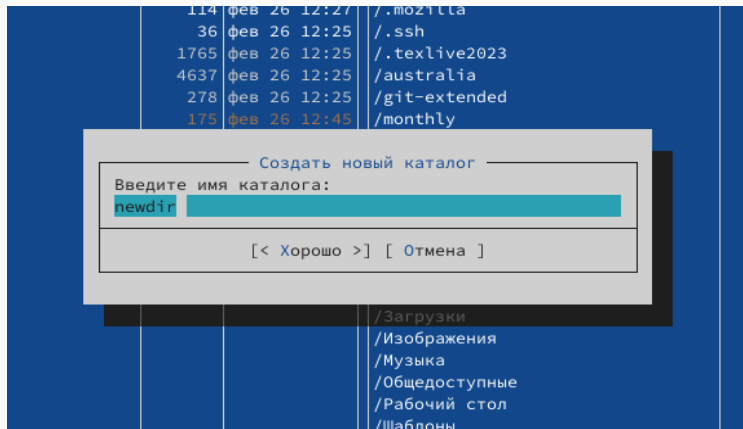 114 фев 26 12:27 /.mozilla
36 фев 26 12:25 /.ssh
1765 фев 26 12:25 /.texlive2023
4637 фев 26 12:25 /australia
278 фев 26 12:25 /git-extended
175 фев 26 12:45 /monthly
Создать новый каталог
Введите имя каталога:
newdir
[< Хорошо >] [ Отмена ]
/Загрузки
/Изображения
/Музыка
/Общедоступные
/Рабочий стол
/Шаблоны